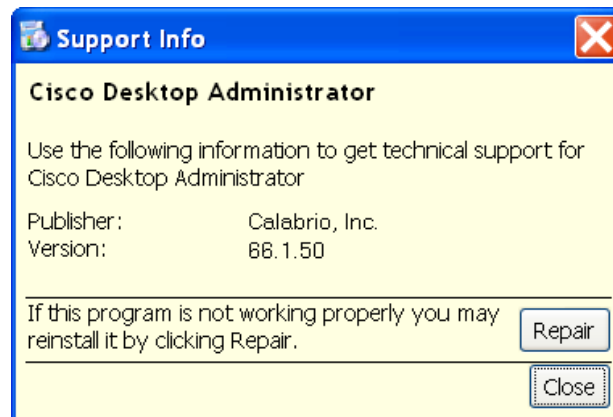 Support Info
Cisco Desktop Administrator
Use the following information to get technical support for
Cisco Desktop Administrator
Publisher: Calabrio, Inc.
Version: 66.1.50
If this program is not working properly you may
reinstall it by clicking Repair.
Repair
Close